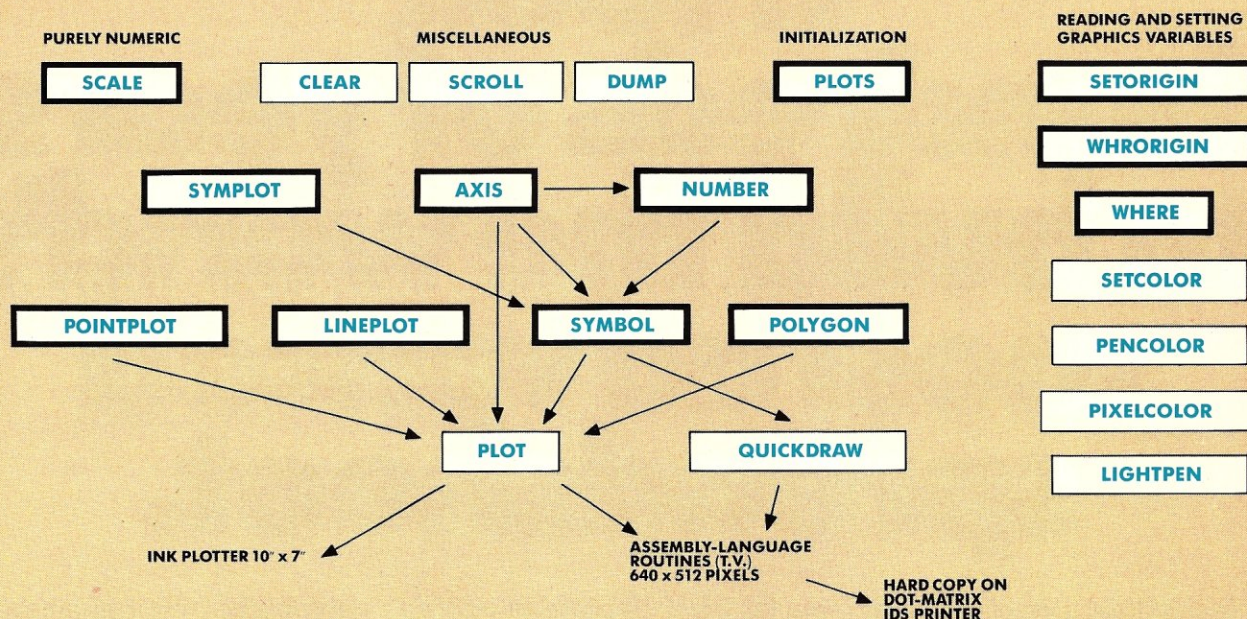 PURELY NUMERIC
MISCELLANEOUS
INITIALIZATION
READING AND SETTING
GRAPHICS VARIABLES
SCALE
CLEAR
SCROLL
DUMP
PLOTS
SETORIGIN
WHRORIGIN
SYMPLOT
AXIS
NUMBER
WHERE
SETCOLOR
POINTPLOT
LINEPLOT
SYMBOL
POLYGON
PENCOLOR
PIXELCOLOR
PLOT
QUICKDRAW
LIGHTPEN
INK PLOTTER 10" x 7"
ASSEMBLY-LANGUAGE
ROUTINES (T.V.)
640 x 512 PIXELS
HARD COPY ON
DOT-MATRIX
IDS PRINTER